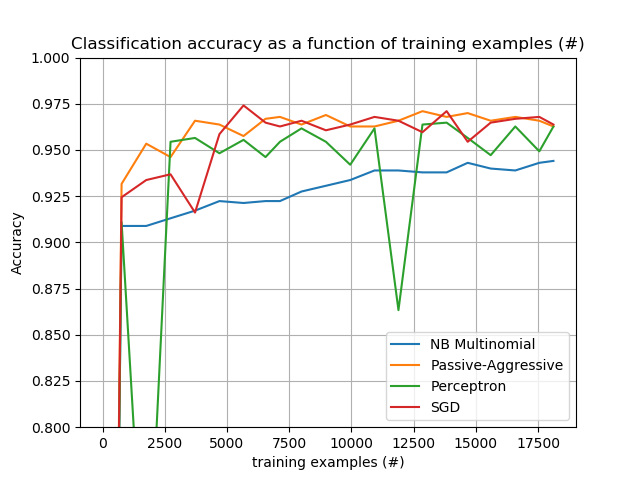 Classification accuracy as a function of training examples (#)
1.000
0.975
0.950
0.925
0.900
0.875
0.850
0.825
0.800
Accuracy
NB Multinomial
Passive-Aggressive
Perceptron
SGD
0 2500 5000 7500 10000 12500 15000 17500
training examples (#)